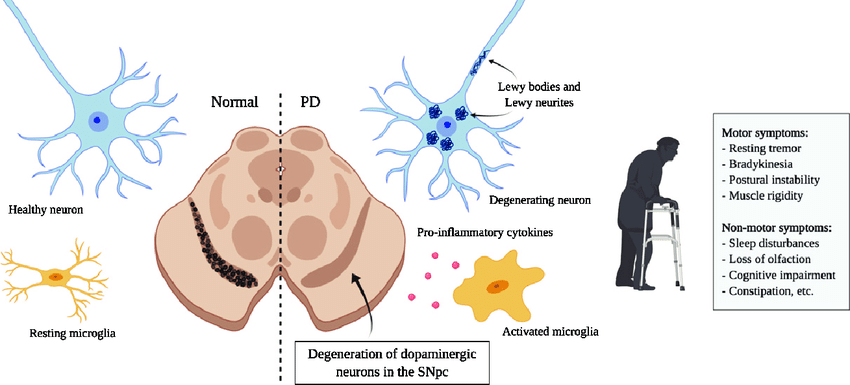 Normal
PD
Lewy bodies and
Lewy neurites
Healthy neuron
Degenerating neuron
Pro-inflammatory cytokines
Resting microglia
Activated microglia
Degeneration of dopaminergic
neurons in the SNpc
Motor symptoms:
- Resting tremor
- Bradykinesia
- Postural instability
- Muscle rigidity
Non-motor symptoms:
- Sleep disturbances
- Loss of olfaction
- Cognitive impairment
- Constipation, etc.